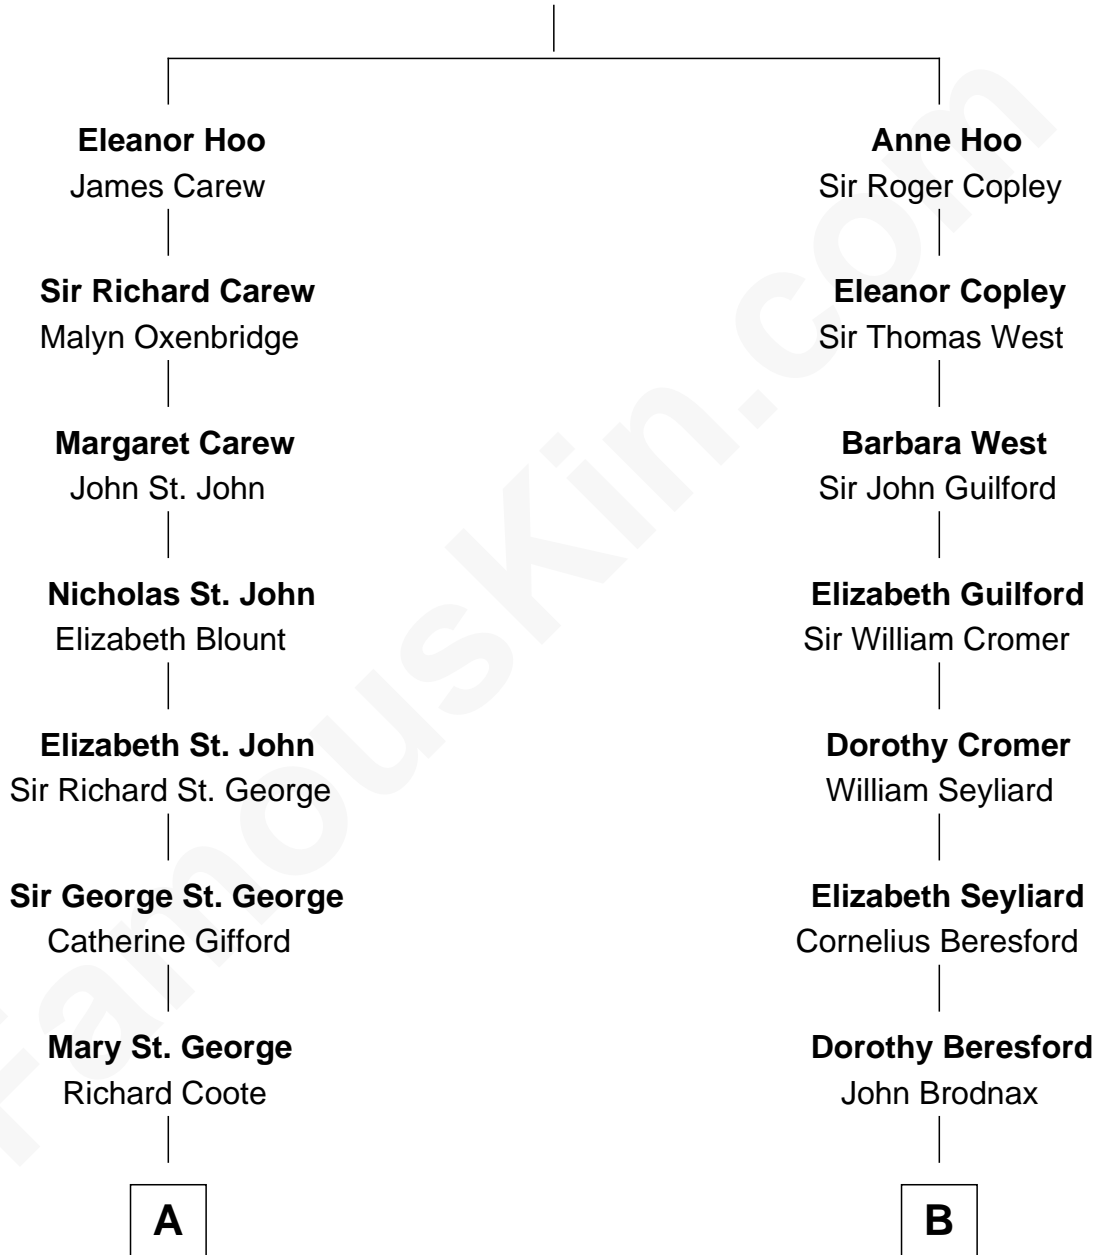 Eleanor Hoo
James Carew
Sir Richard Carew
Malyn Oxenbridge
Margaret Carew
John St. John
Nicholas St. John
Elizabeth Blount
Elizabeth St. John
Sir Richard St. George
Sir George St. George
Catherine Gifford
Mary St. George
Richard Coote
A
Anne Hoo
Sir Roger Copley
Eleanor Copley
Sir Thomas West
Barbara West
Sir John Guilford
Elizabeth Guilford
Sir William Cromer
Dorothy Cromer
William Seyliard
Elizabeth Seyliard
Cornelius Beresford
Dorothy Beresford
John Brodnax
B
FamousKin.com